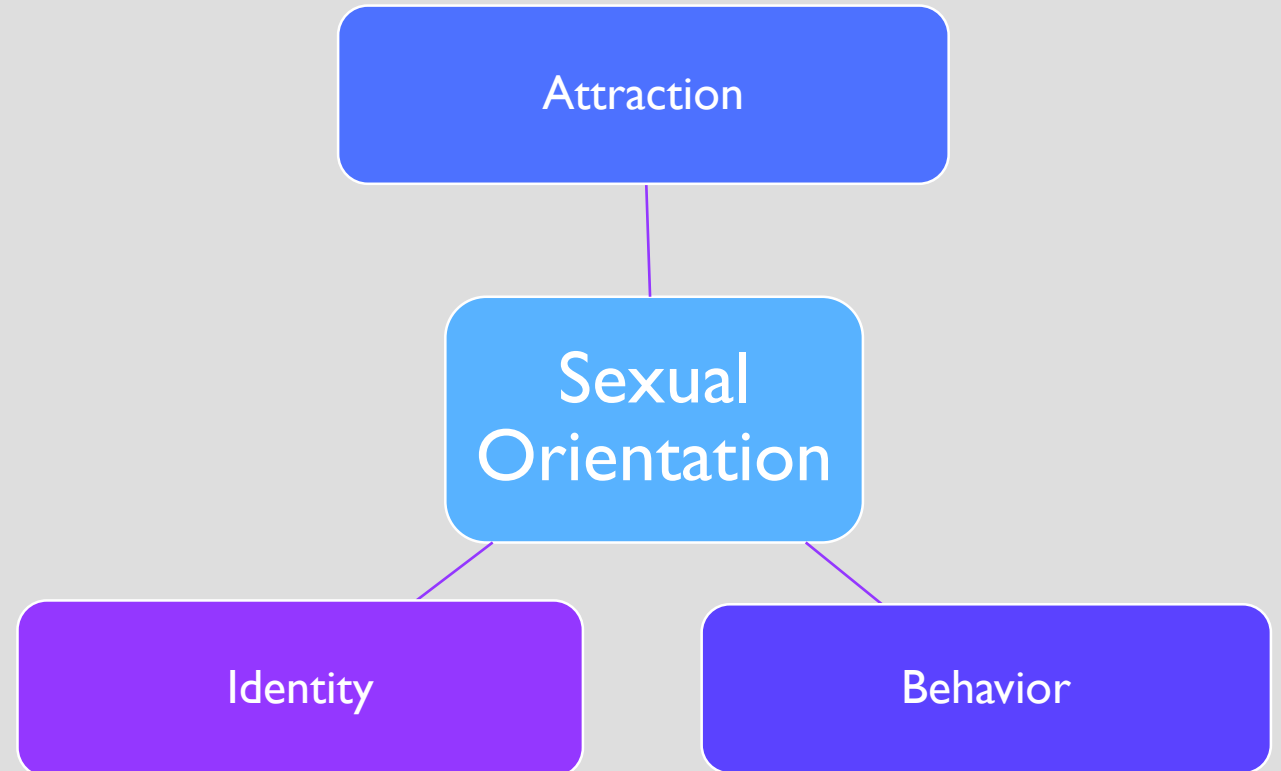 Attraction
Sexual
Orientation
Identity
Behavior